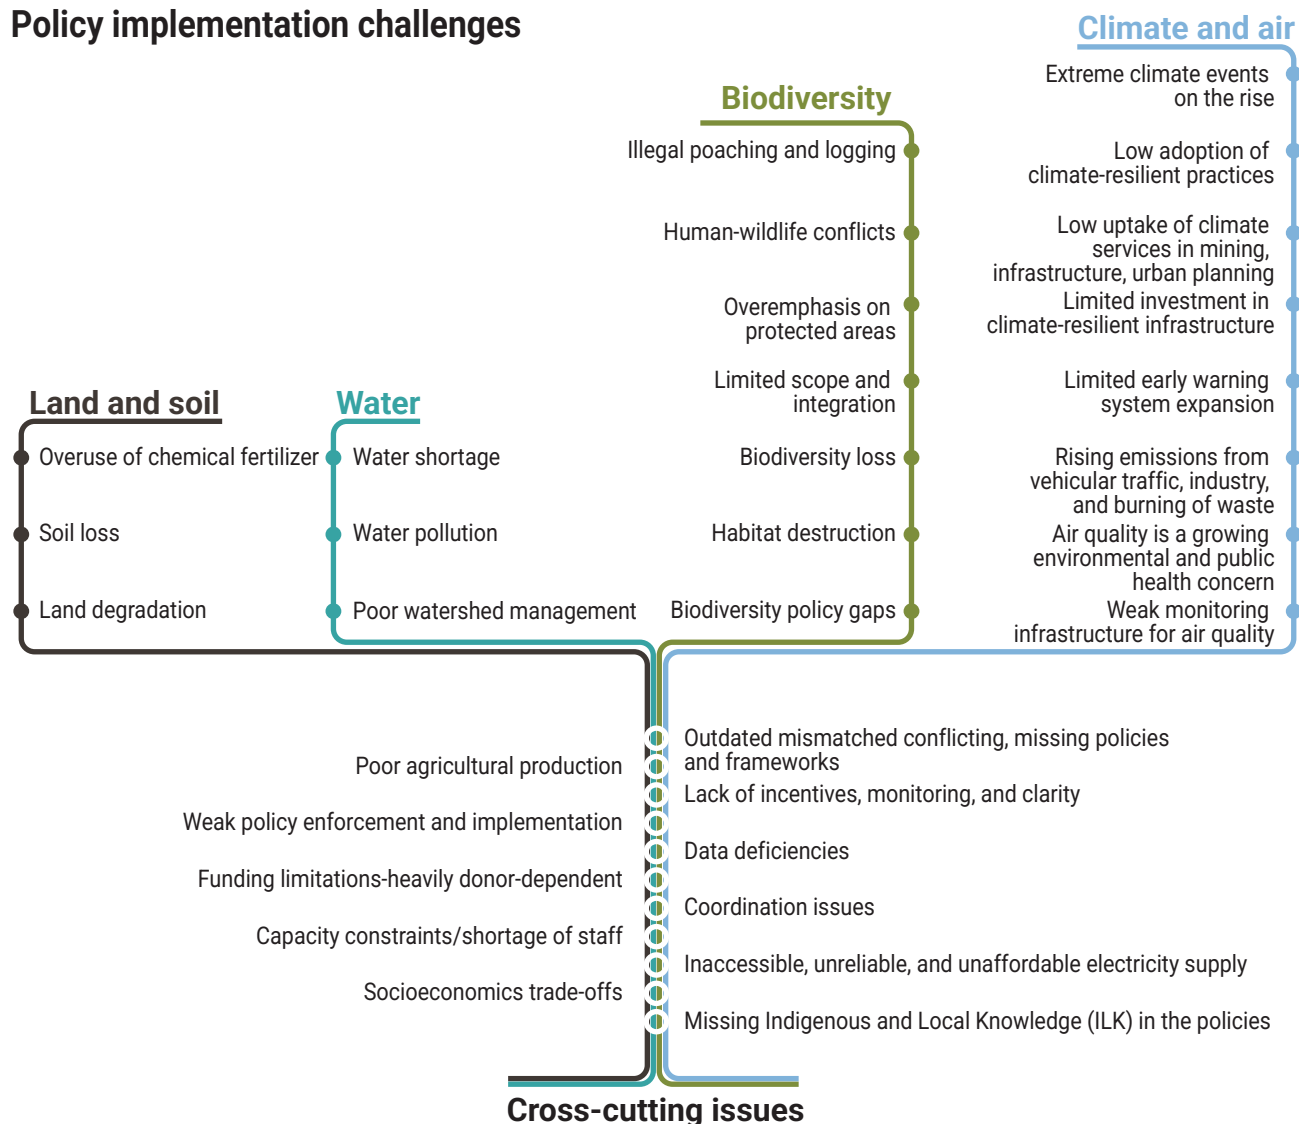 Policy implementation challenges
Land and soil
Overuse of chemical fertilizer
Soil loss
Land degradation
Water
Water shortage
Water pollution
Poor watershed management
Biodiversity
Illegal poaching and logging
Human-wildlife conflicts
Overemphasis on
protected areas
Limited scope and
integration
Biodiversity loss
Habitat destruction
Biodiversity policy gaps
Climate and air
Extreme climate events
on the rise
Low adoption of
climate-resilient practices
Low uptake of climate
services in mining,
infrastructure, urban planning
Limited investment in
climate-resilient infrastructure
Limited early warning
system expansion
Rising emissions from
vehicular traffic, industry,
and burning of waste
Air quality is a growing
environmental and public
health concern
Weak monitoring
infrastructure for air quality
Outdated mismatched conflicting, missing policies
and frameworks
Poor agricultural production
Lack of incentives, monitoring, and clarity
Weak policy enforcement and implementation
Data deficiencies
Funding limitations-heavily donor-dependent
Coordination issues
Capacity constraints/shortage of staff
Inaccessible, unreliable, and unaffordable electricity supply
Socioeconomics trade-offs
Missing Indigenous and Local Knowledge (ILK) in the policies
Cross-cutting issues